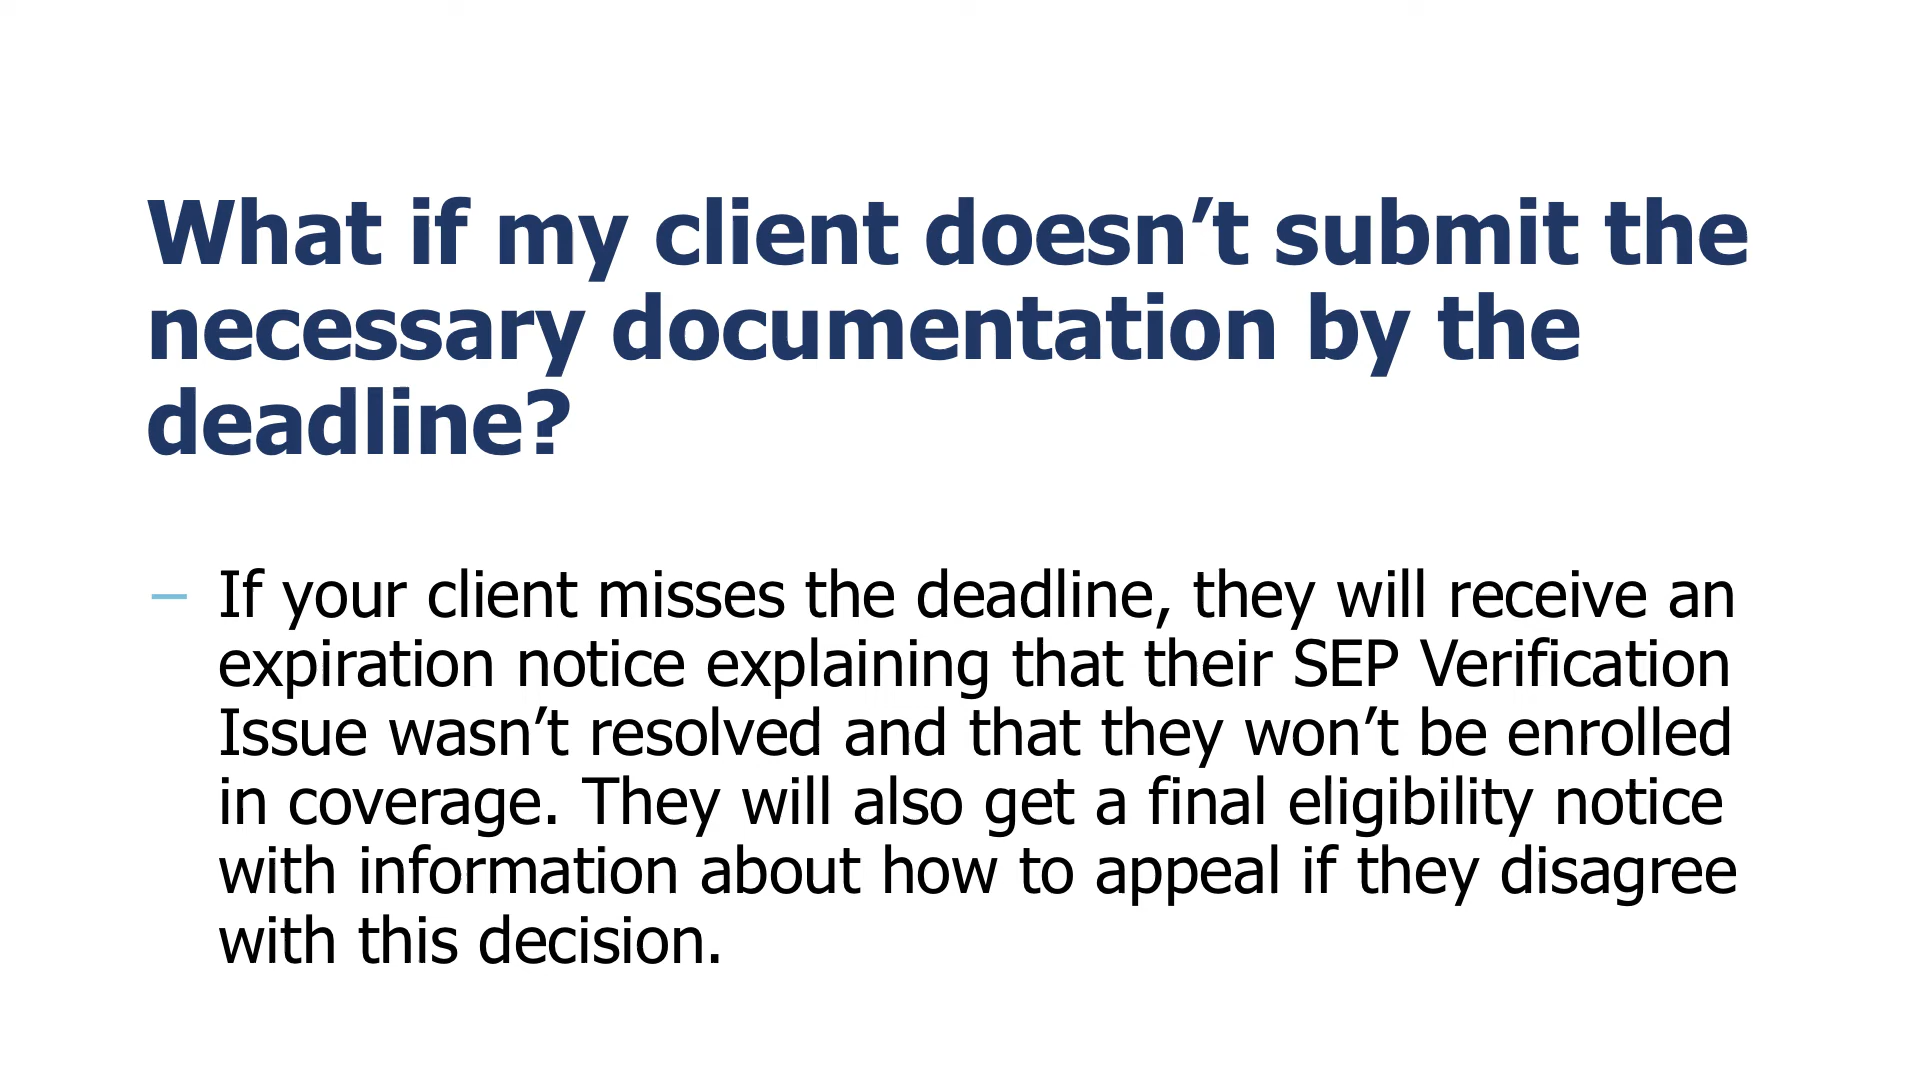 What if my client doesn’t submit the
necessary documentation by the
deadline?
– If your client misses the deadline, they will receive an
expiration notice explaining that their SEP Verification
Issue wasn’t resolved and that they won’t be enrolled
in coverage. They will also get a final eligibility notice
with information about how to appeal if they disagree
with this decision.